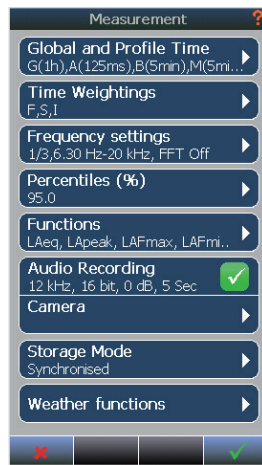 Measurement ?
Global and Profile Time
G(1h),A(125ms),B(5min),M(5mi...
Time Weightings
F,S,I
Frequency settings
1/3,6.30 Hz-20 kHz, FFT Off
Percentiles (%)
95.0
Functions
LAeq, LApeak, LAFmax, LAFmi..
Audio Recording
12 kHz, 16 bit, 0 dB, 5 Sec
Camera
Storage Mode
Synchronised
Weather functions